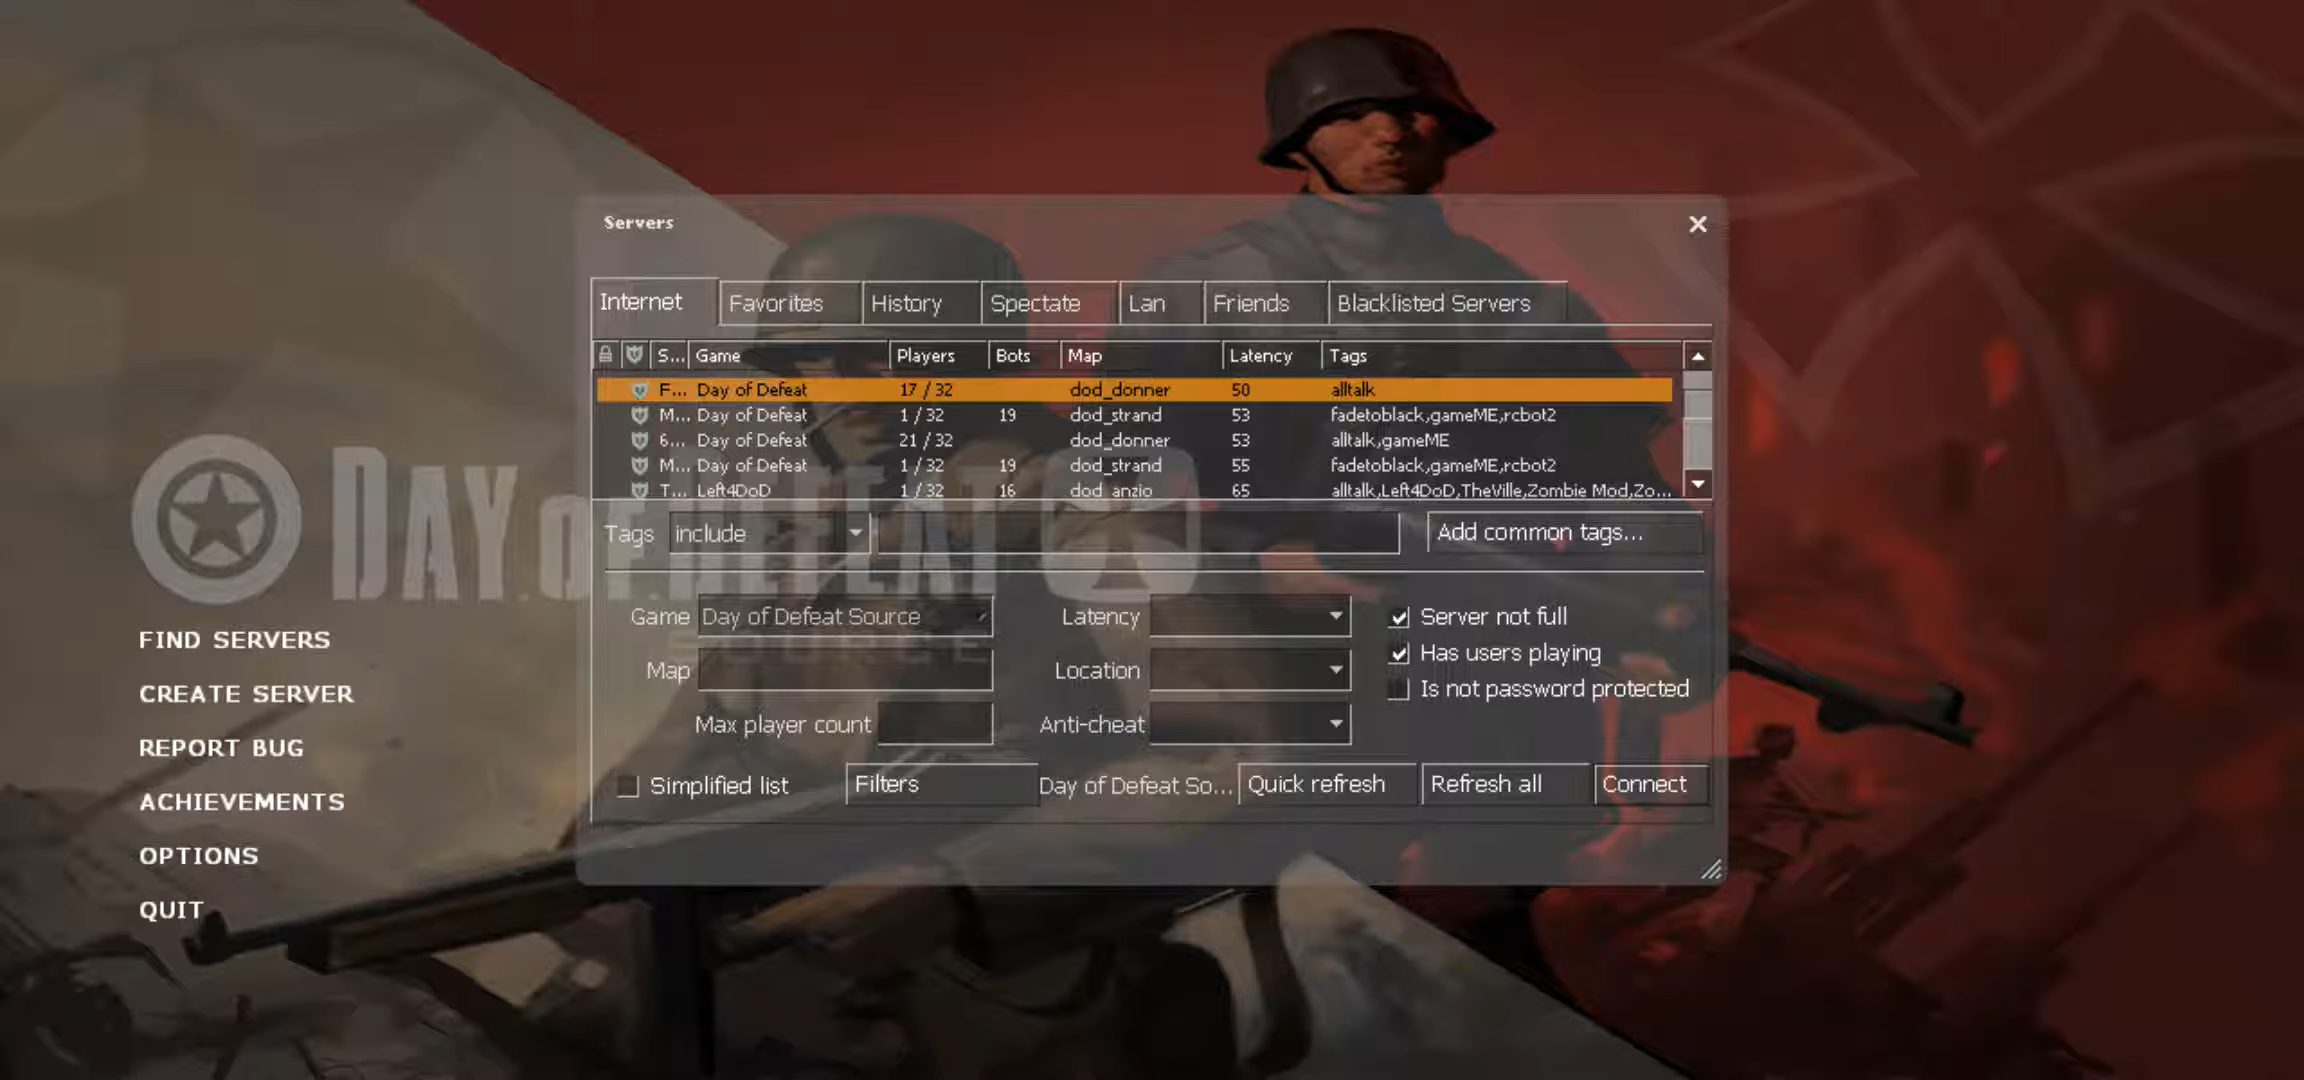 Servers
Internet Favorites History Spectate Lan Friends Blacklisted Servers
S... Game Players Bots Map Latency Tags
F... Day of Defeat 17 / 32 dod_donner 50 alltalk
M... Day of Defeat 1 / 32 19 dod_strand 53 fadetoblack,gameME,rcbot2
6... Day of Defeat 21 / 32 dod_donner 53 alltalk,gameME
M... Day of Defeat 1 / 32 19 dod_strand 55 fadetoblack,gameME,rcbot2
T... Left4DoD 1 / 32 16 dod_anzio 65 alltalk,Left4DoD,TheVille,Zombie Mod,Zo...
Tags include Add common tags...
Game Day of Defeat Source Latency Server not full
Map Location Has users playing
Is not password protected
Max player count Anti-cheat
Simplified list Filters Day of Defeat So... Quick refresh Refresh all Connect
DAY OF DEFEAT
SOURCE
FIND SERVERS
CREATE SERVER
REPORT BUG
ACHIEVEMENTS
OPTIONS
QUIT